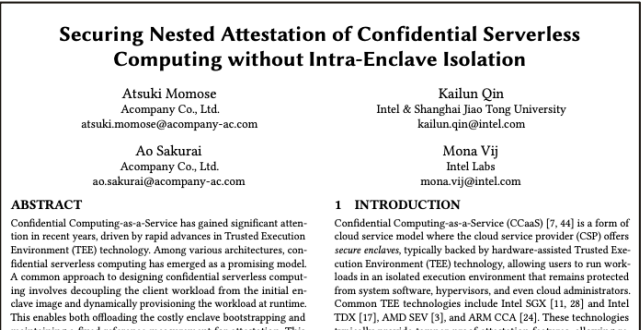 Securing Nested Attestation of Confidential Serverless
Computing without Intra-Enclave Isolation
Atsuki Momose
Acompany Co., Ltd.
atsuki.momose@acompany-ac.com
Kailun Qin
Intel & Shanghai Jiao Tong University
kailun.qin@intel.com
Ao Sakurai
Acompany Co., Ltd.
ao.sakurai@acompany-ac.com
Mona Vij
Intel Labs
mona.vij@intel.com
ABSTRACT
Confidential Computing-as-a-Service has gained significant atten-
tion in recent years, driven by rapid advances in Trusted Execution
Environment (TEE) technology. Among various architectures, con-
fidential serverless computing has emerged as a promising model.
A common approach to designing confidential serverless comput-
ing involves decoupling the client workload from the initial en-
clave image and dynamically provisioning the workload at runtime.
This enables both offloading the costly enclave bootstrapping and
1 INTRODUCTION
Confidential Computing-as-a-Service (CCaaS) [7, 44] is a form of
cloud service model where the cloud service provider (CSP) offers
secure enclaves, typically backed by hardware-assisted Trusted Exe-
cution Environment (TEE) technology, allowing users to run work-
loads in an isolated execution environment that remains protected
from system software, hypervisors, and even cloud administrators.
Common TEE technologies include Intel SGX [11, 28] and Intel
TDX [17], AMD SEV [3], and ARM CCA [24]. These technologies